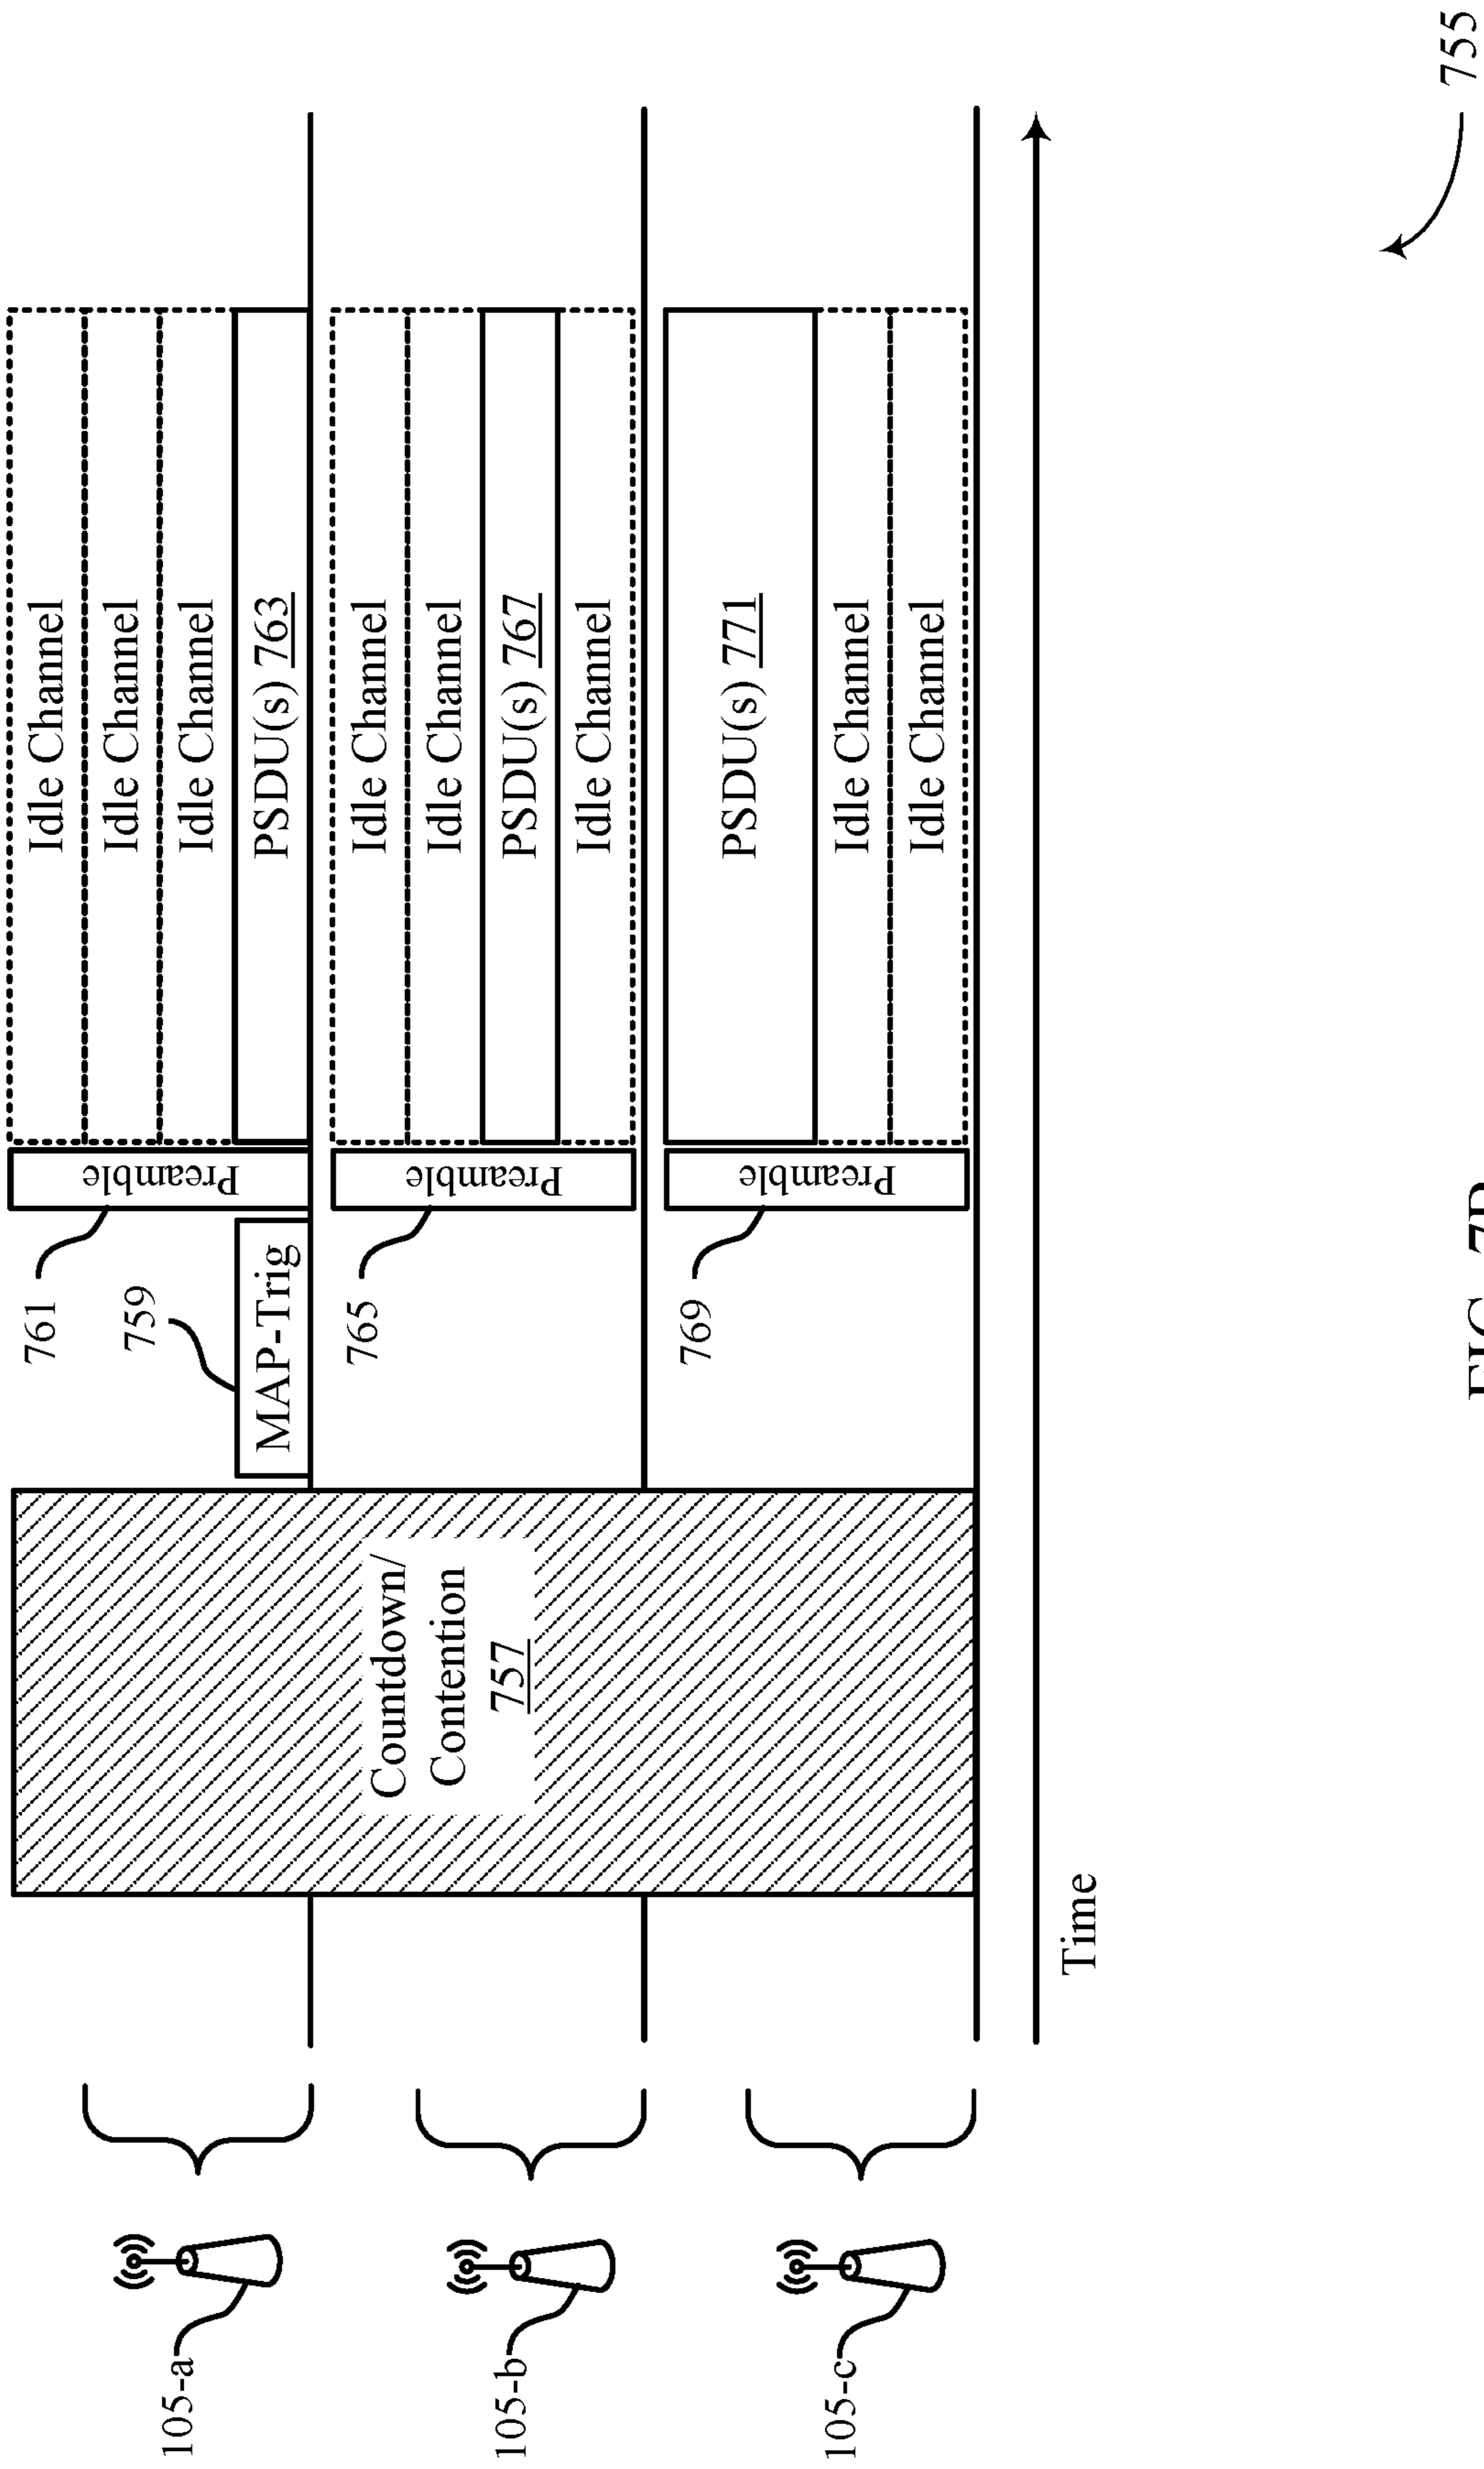 105-a
105-b
105-c
Countdown/
Contention
757
759
MAP-Trig
761
Preamble
Idle Channel
Idle Channel
Idle Channel
PSDU(s) 763
765
Preamble
Idle Channel
Idle Channel
PSDU(s) 767
Idle Channel
769
Preamble
PSDU(s) 771
Idle Channel
Idle Channel
Time
755